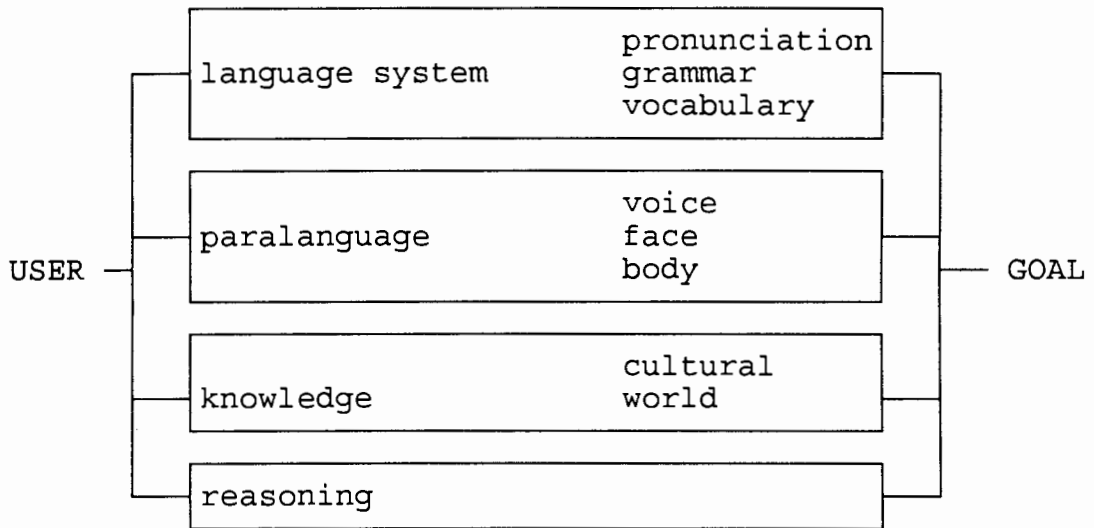 pronunciation
language system grammar
vocabulary
voice
paralanguage face
USER body GOAL
cultural
knowledge world
reasoning